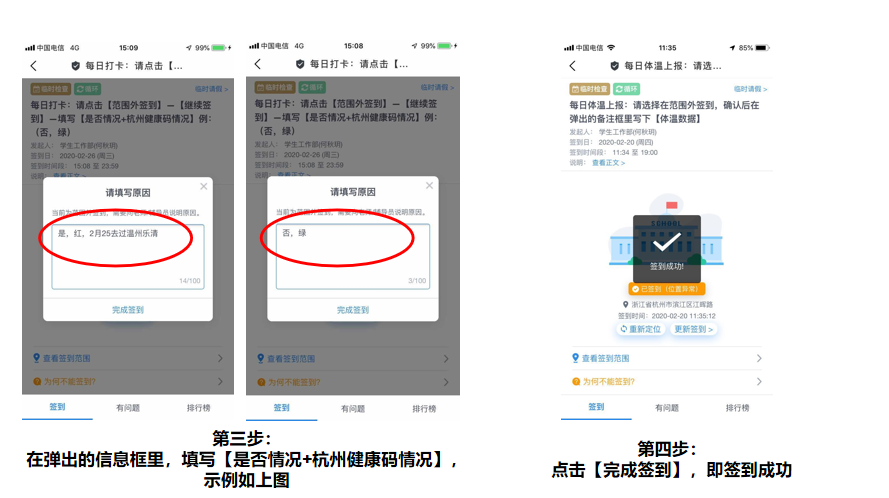 中国电信 4G 15:09 99%
每日打卡：请点击【...
临时检查 循环 临时请假 >
每日打卡：请点击【范围外签到】—【继续签
到】—填写【是否情况+杭州健康码情况】例：
（否，绿）
发起人： 学生工作部(何秋玥)
签到日： 2020-02-26 (周三)
签到时间段： 15:08 至 23:59
说明： 查看正文 >
请填写原因
是，红，2月25去过温州乐清
14/100
完成签到
查看签到范围
为何不能签到?
签到 有问题 排行榜
中国电信 4G 15:08 99%
每日打卡：请点击【...
临时检查 循环 临时请假 >
每日打卡：请点击【范围外签到】—【继续签
到】—填写【是否情况+杭州健康码情况】例：
（否，绿）
发起人： 学生工作部(何秋玥)
签到日： 2020-02-26 (周三)
签到时间段： 15:08 至 23:59
说明： 查看正文 >
请填写原因
否，绿
3/100
完成签到
查看签到范围
为何不能签到?
签到 有问题 排行榜
第三步：
在弹出的信息框里，填写【是否情况+杭州健康码情况】，
示例如上图
中国电信 11:35 85%
每日体温上报：请选...
临时检查 循环 临时请假 >
每日体温上报：请选择在范围外签到，确认后在
弹出的备注框里写下【体温数据】
发起人： 学生工作部(何秋玥)
签到日： 2020-02-20 (周四)
签到时间段： 11:34 至 19:00
说明： 查看正文 >
签到成功!
已签到（位置异常）
浙江省杭州市滨江区江晖路
签到时间：2020-02-20 11:35:12
重新定位 更新签到 >
查看签到范围
为何不能签到?
签到 有问题 排行榜
第四步：
点击【完成签到】，即签到成功